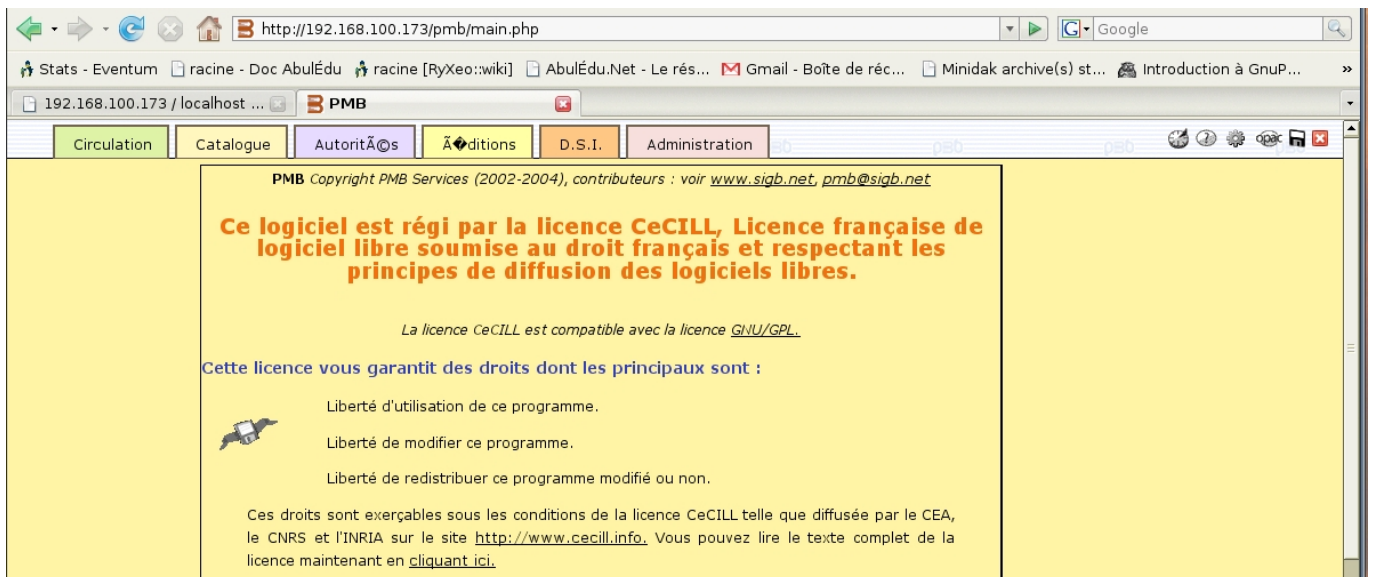 http://192.168.100.173/pmb/main.php
Google
Stats - Eventum racine - Doc AbulÉdu racine [RyXeo::wiki] AbulÉdu.Net - Le rés... Gmail - Boîte de réc... Minidak archive(s) st... Introduction à GnuP... »
192.168.100.173 / localhost ... PMB
Circulation Catalogue AutoritÃ©s Ã�ditions D.S.I. Administration opac
PMB Copyright PMB Services (2002-2004), contributeurs : voir www.sigb.net, pmb@sigb.net
Ce logiciel est régi par la licence CeCILL, Licence française de
logiciel libre soumise au droit français et respectant les
principes de diffusion des logiciels libres.
La licence CeCILL est compatible avec la licence GNU/GPL.
Cette licence vous garantit des droits dont les principaux sont :
Liberté d'utilisation de ce programme.
Liberté de modifier ce programme.
Liberté de redistribuer ce programme modifié ou non.
Ces droits sont exerçables sous les conditions de la licence CeCILL telle que diffusée par le CEA,
le CNRS et l'INRIA sur le site http://www.cecill.info. Vous pouvez lire le texte complet de la
licence maintenant en cliquant ici.